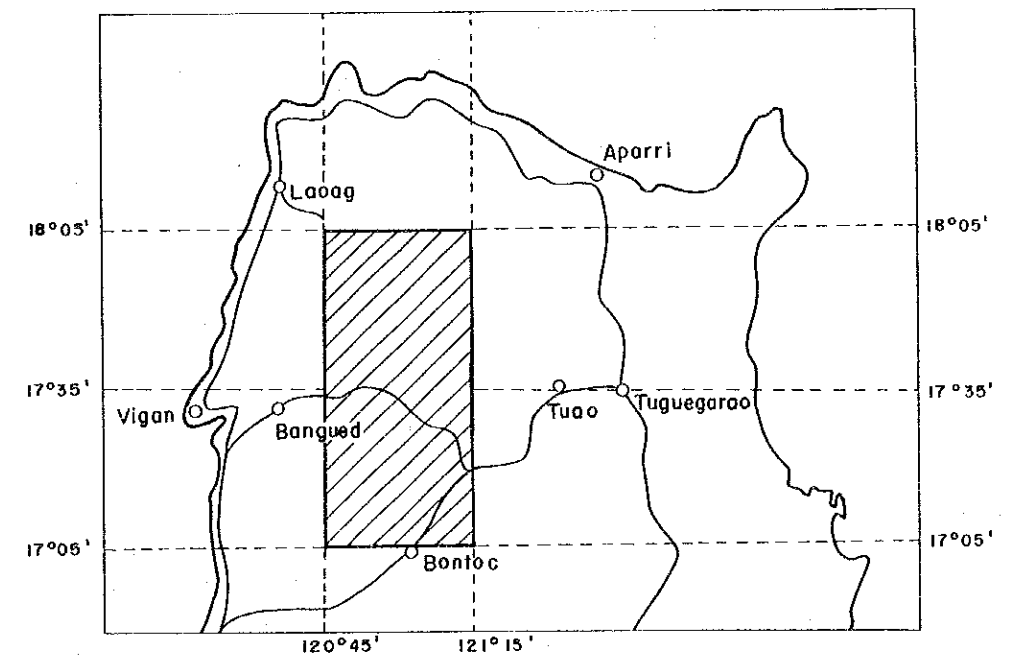 Aparri
Laoag
18°05'
18°05'
17°35'
17°35'
Vigan
Bangued
Tuao
Tuguegarao
17°05'
17°05'
Bontoc
120°45'
121°15'